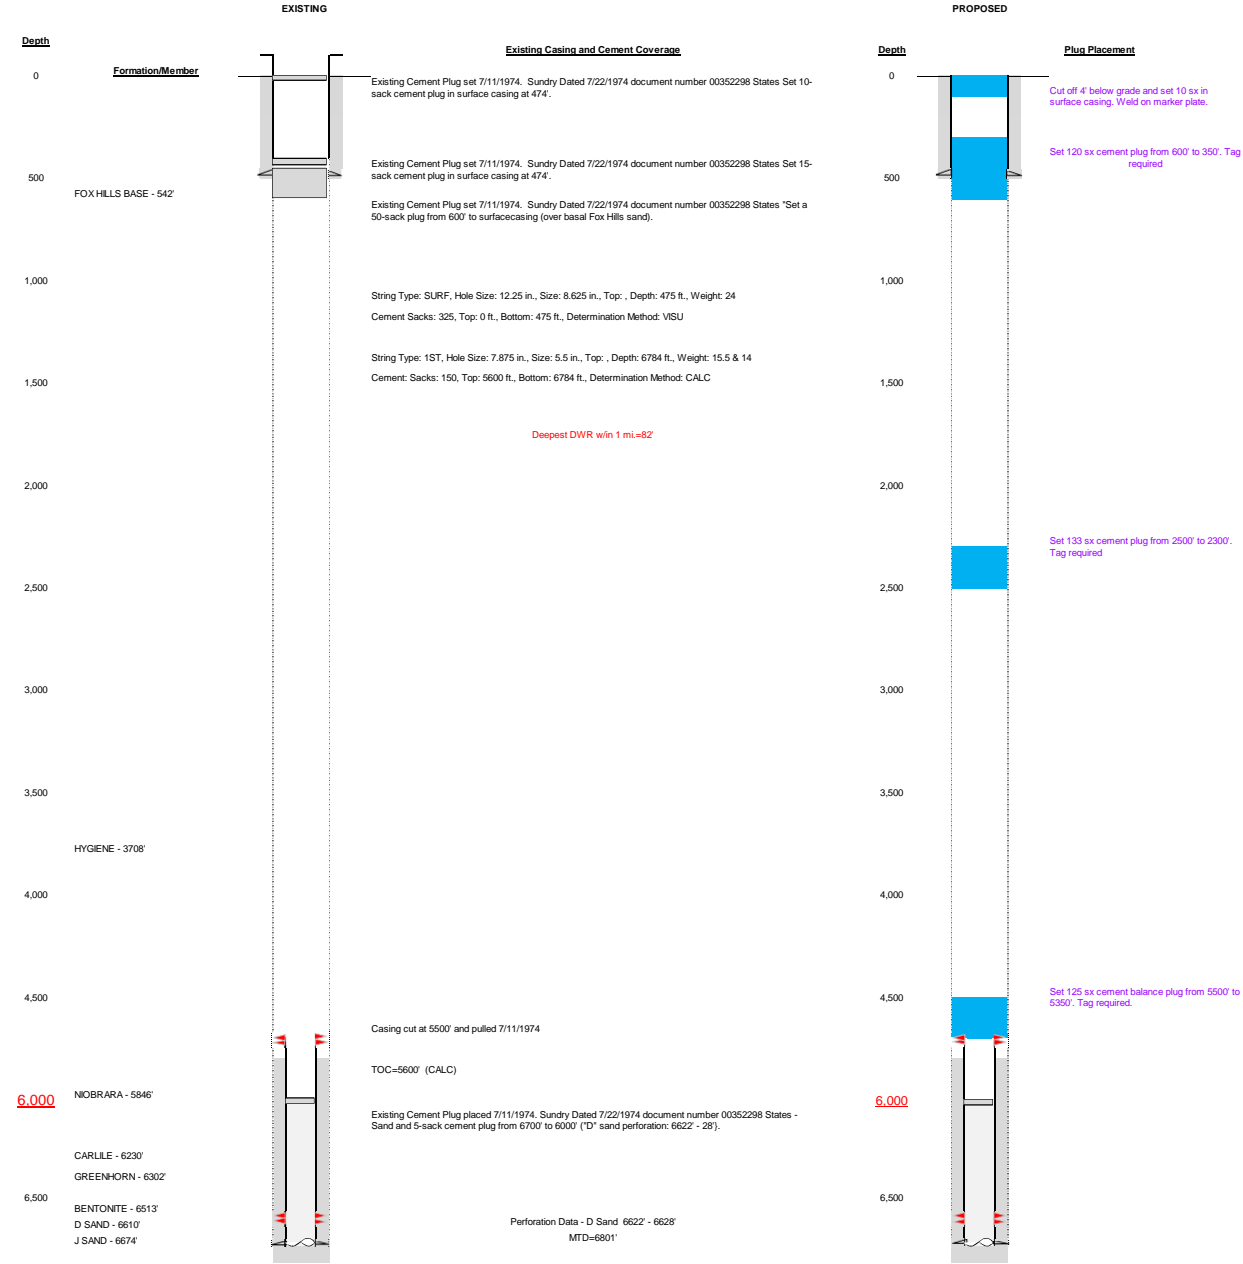 EXISTING
PROPOSED
Depth
Formation/Member
Existing Casing and Cement Coverage
Depth
Plug Placement
0
Existing Cement Plug set 7/11/1974. Sundry Dated 7/22/1974 document number 00352298 States Set 10-
sack cement plug in surface casing at 474'.
0
Cut off 4' below grade and set 10 sx in
surface casing. Weld on marker plate.
Existing Cement Plug set 7/11/1974. Sundry Dated 7/22/1974 document number 00352298 States Set 15-
sack cement plug in surface casing at 474'.
Set 120 sx cement plug from 600' to 350'. Tag
required
500
500
FOX HILLS BASE - 542'
Existing Cement Plug set 7/11/1974. Sundry Dated 7/22/1974 document number 00352298 States "Set a
50-sack plug from 600' to surfacecasing (over basal Fox Hills sand).
1,000
1,000
String Type: SURF, Hole Size: 12.25 in., Size: 8.625 in., Top: , Depth: 475 ft., Weight: 24
Cement Sacks: 325, Top: 0 ft., Bottom: 475 ft., Determination Method: VISU
String Type: 1ST, Hole Size: 7.875 in., Size: 5.5 in., Top: , Depth: 6784 ft., Weight: 15.5 & 14
Cement: Sacks: 150, Top: 5600 ft., Bottom: 6784 ft., Determination Method: CALC
1,500
1,500
Deepest DWR w/in 1 mi.=82'
2,000
2,000
Set 133 sx cement plug from 2500' to 2300'.
Tag required
2,500
2,500
3,000
3,000
3,500
3,500
HYGIENE - 3708'
4,000
4,000
4,500
4,500
Set 125 sx cement balance plug from 5500' to
5350'. Tag required.
Casing cut at 5500' and pulled 7/11/1974
TOC=5600' (CALC)
NIOBRARA - 5846'
6,000
6,000
Existing Cement Plug placed 7/11/1974. Sundry Dated 7/22/1974 document number 00352298 States -
Sand and 5-sack cement plug from 6700' to 6000' ("D" sand perforation: 6622' - 28').
CARLILE - 6230'
GREENHORN - 6302'
6,500
6,500
BENTONITE - 6513'
D SAND - 6610'
Perforation Data - D Sand 6622' - 6628'
J SAND - 6674'
MTD=6801'